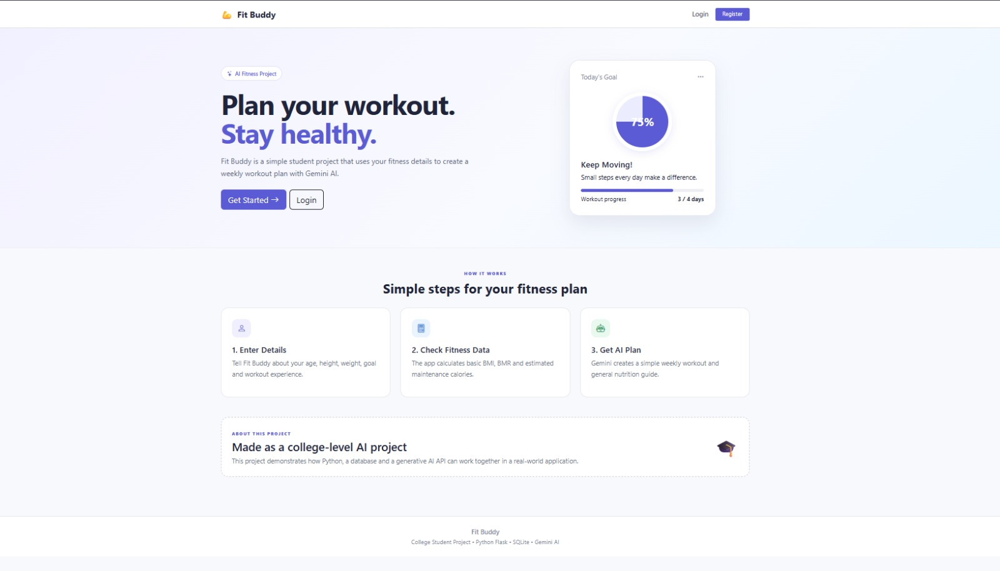 Fit Buddy
Login
Register
AI Fitness Project
Plan your workout.
Stay healthy.
Fit Buddy is a simple student project that uses your fitness details to create a
weekly workout plan with Gemini AI.
Get Started →
Login
Today's Goal
75%
Keep Moving!
Small steps every day make a difference.
Workout progress
3 / 4 days
HOW IT WORKS
Simple steps for your fitness plan
1. Enter Details
Tell Fit Buddy about your age, height, weight, goal
and workout experience.
2. Check Fitness Data
The app calculates basic BMI, BMR and estimated
maintenance calories.
3. Get AI Plan
Gemini creates a simple weekly workout and
general nutrition guide.
ABOUT THIS PROJECT
Made as a college-level AI project
This project demonstrates how Python, a database and a generative AI API can work together in a real-world application.
Fit Buddy
College Student Project • Python Flask • SQLite • Gemini AI